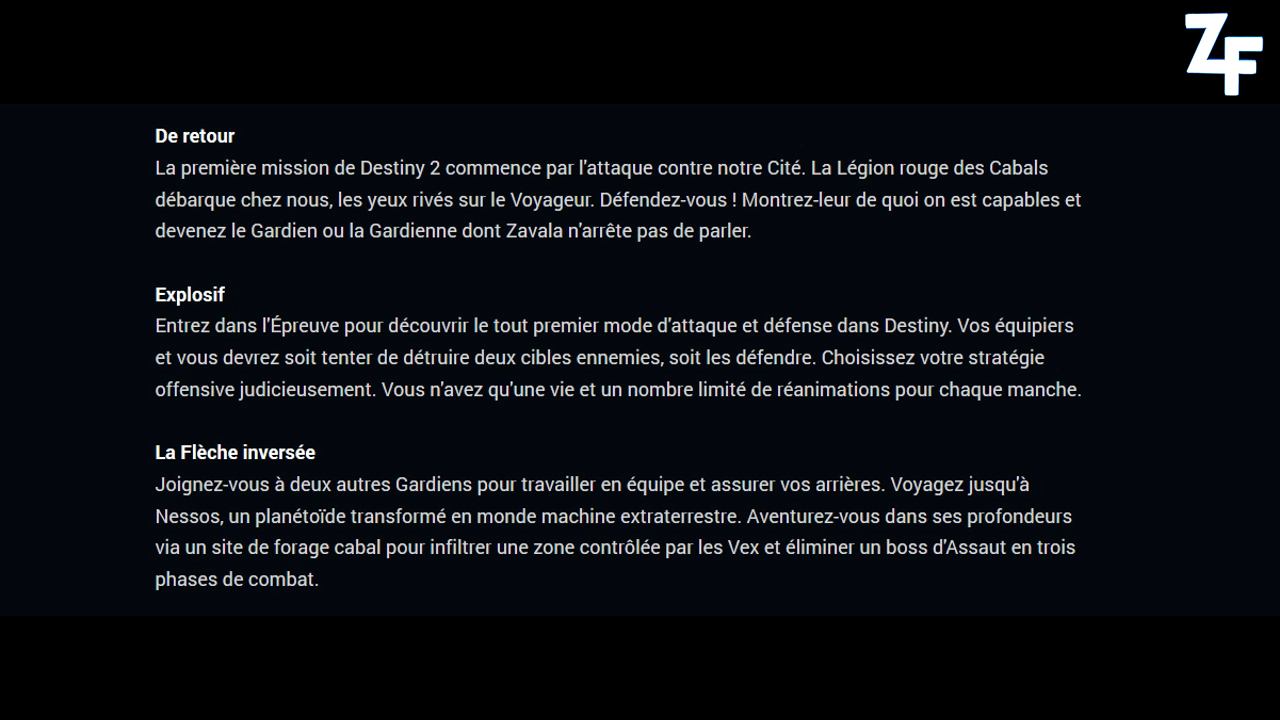 ZF
De retour
La première mission de Destiny 2 commence par l'attaque contre notre Cité. La Légion rouge des Cabals
débarque chez nous, les yeux rivés sur le Voyageur. Défendez-vous ! Montrez-leur de quoi on est capables et
devenez le Gardien ou la Gardienne dont Zavala n'arrête pas de parler.
Explosif
Entrez dans l'Épreuve pour découvrir le tout premier mode d'attaque et défense dans Destiny. Vos équipiers
et vous devrez soit tenter de détruire deux cibles ennemies, soit les défendre. Choisissez votre stratégie
offensive judicieusement. Vous n'avez qu'une vie et un nombre limité de réanimations pour chaque manche.
La Flèche inversée
Joignez-vous à deux autres Gardiens pour travailler en équipe et assurer vos arrières. Voyagez jusqu'à
Nessos, un planétoïde transformé en monde machine extraterrestre. Aventurez-vous dans ses profondeurs
via un site de forage cabal pour infiltrer une zone contrôlée par les Vex et éliminer un boss d'Assaut en trois
phases de combat.